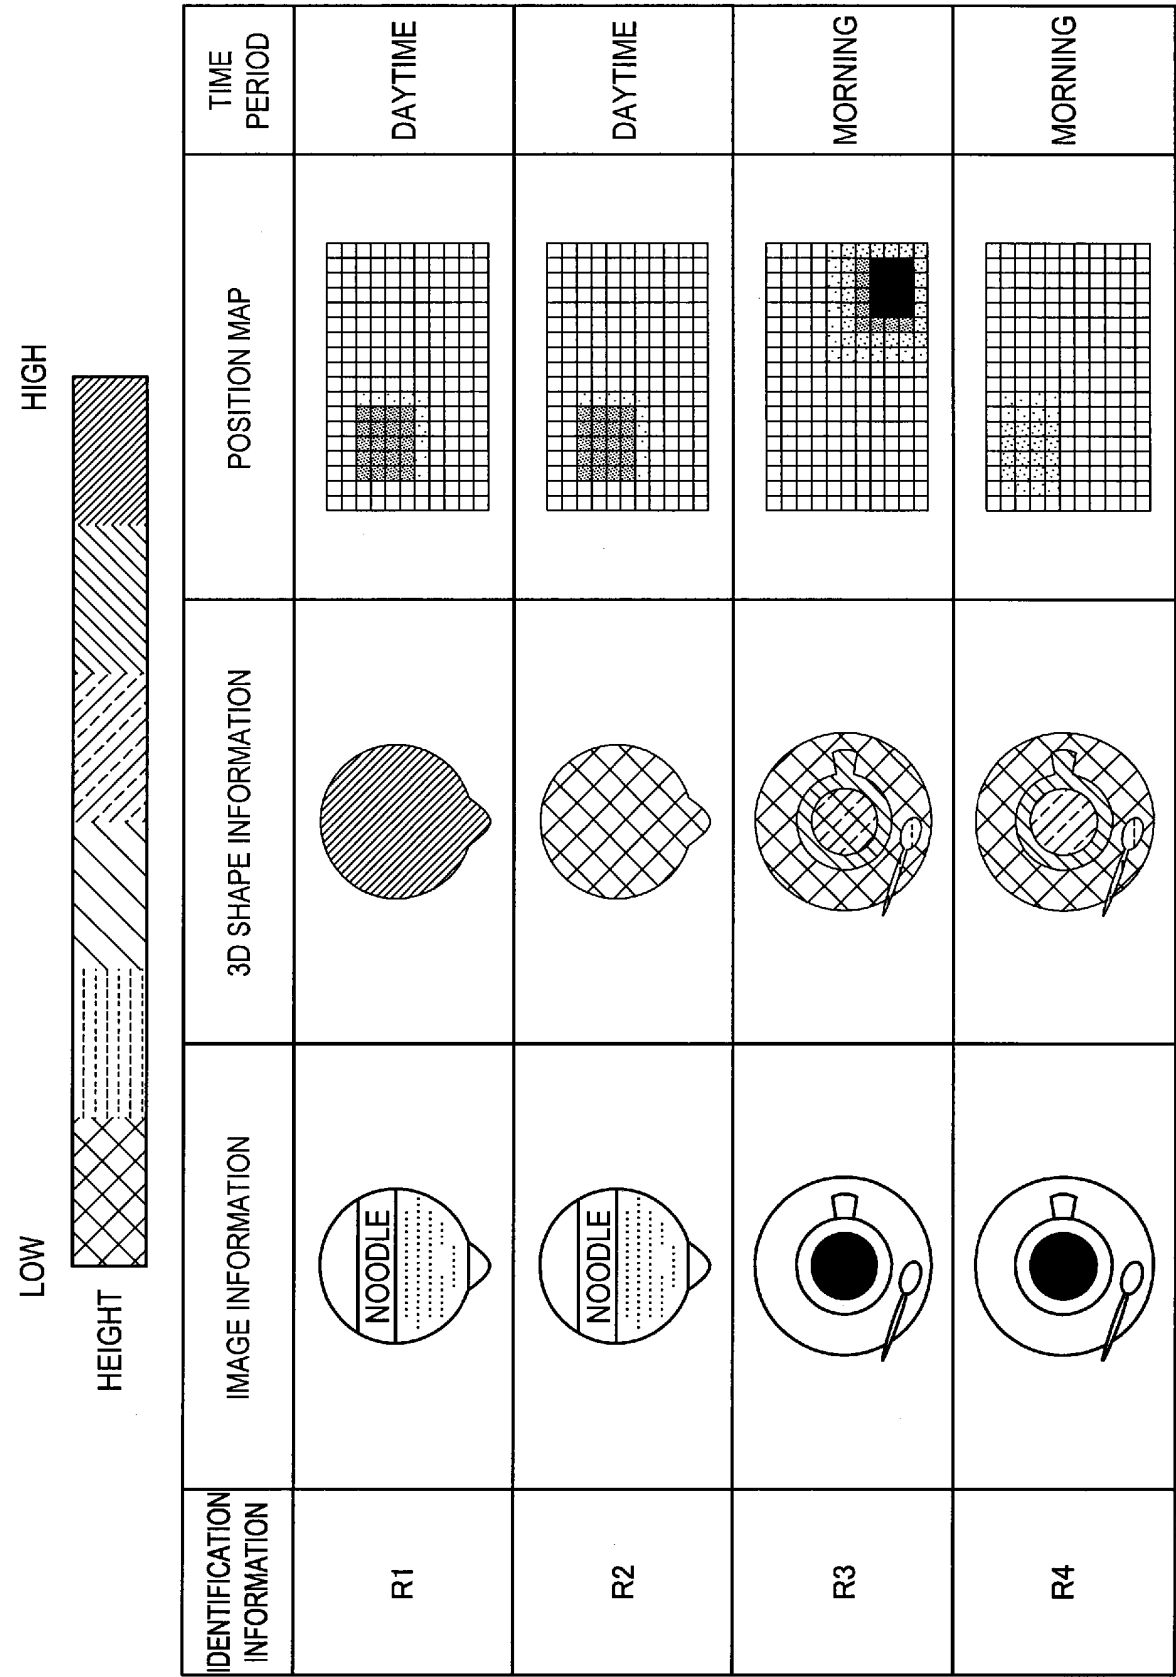 LOW
HIGH
HEIGHT
IDENTIFICATION
INFORMATION
IMAGE INFORMATION
3D SHAPE INFORMATION
POSITION MAP
TIME
PERIOD
R1
NOODLE
DAYTIME
R2
NOODLE
DAYTIME
R3
MORNING
R4
MORNING